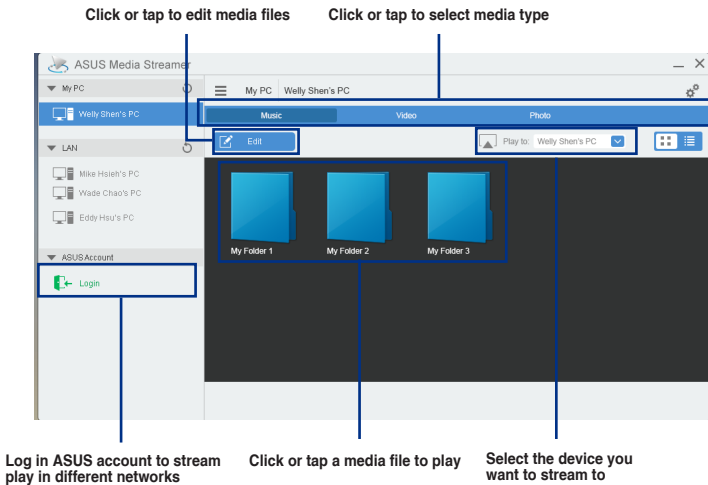 Click or tap to edit media files
Click or tap to select media type
ASUS Media Streamer
My PC
My PC Welly Shen's PC
Welly Shen's PC
Music Video Photo
Edit
Play to: Welly Shen's PC
LAN
Mike Hsieh's PC
Wade Chao's PC
Eddy Hsu's PC
My Folder 1 My Folder 2 My Folder 3
ASUS Account
Login
Log in ASUS account to stream
play in different networks
Click or tap a media file to play
Select the device you
want to stream to